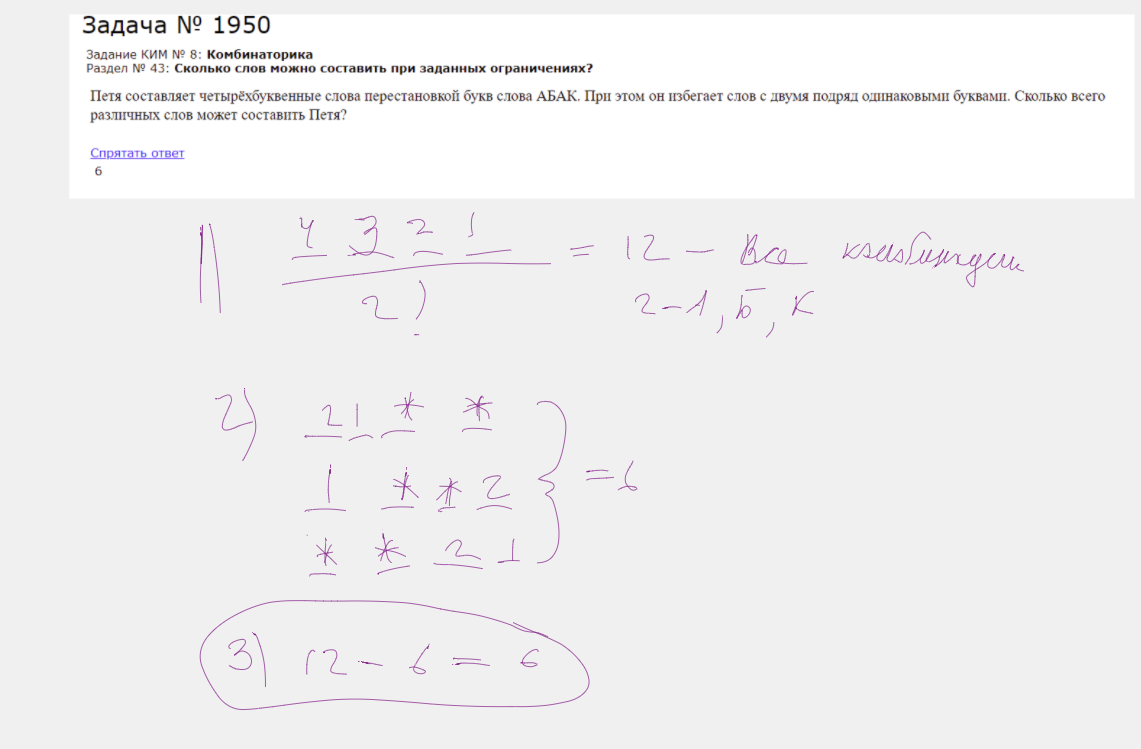 Задача № 1950
Задание КИМ № 8: Комбинаторика
Раздел № 43: Сколько слов можно составить при заданных ограничениях?
Петя составляет четырёхбуквенные слова перестановкой букв слова АБАК. При этом он избегает слов с двумя подряд одинаковыми буквами. Сколько всего
различных слов может составить Петя?
Спрятать ответ
6
1) 4 3 2 1 = 12 - Все
2!
2-А, Б, К
2) 2 1 * *
1 * * 2 = 6
* * 2 1
3) 12 - 6 = 6